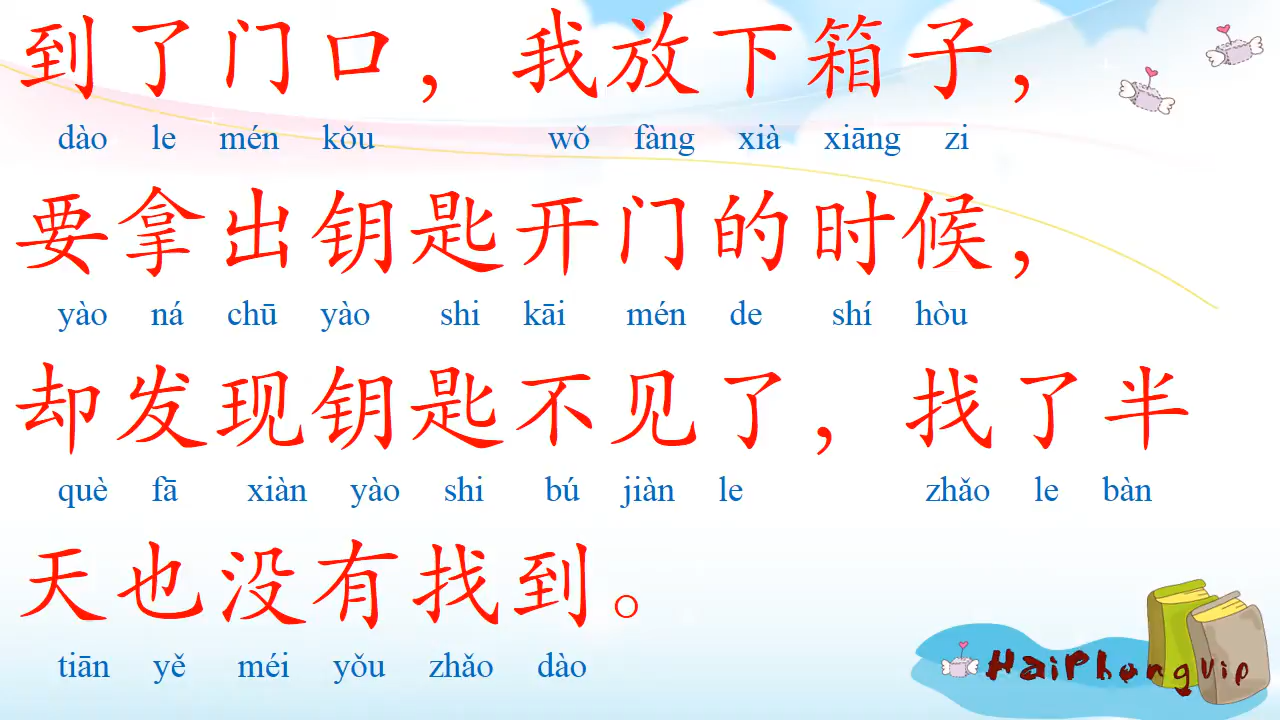 到了门口，我放下箱子，
dào le mén kǒu wǒ fàng xià xiāng zi
要拿出钥匙开门的时候，
yào ná chū yào shi kāi mén de shí hòu
却发现钥匙不见了，找了半
què fā xiàn yào shi bú jiàn le zhǎo le bàn
天也没有找到。
tiān yě méi yǒu zhǎo dào
HaiPhongVip